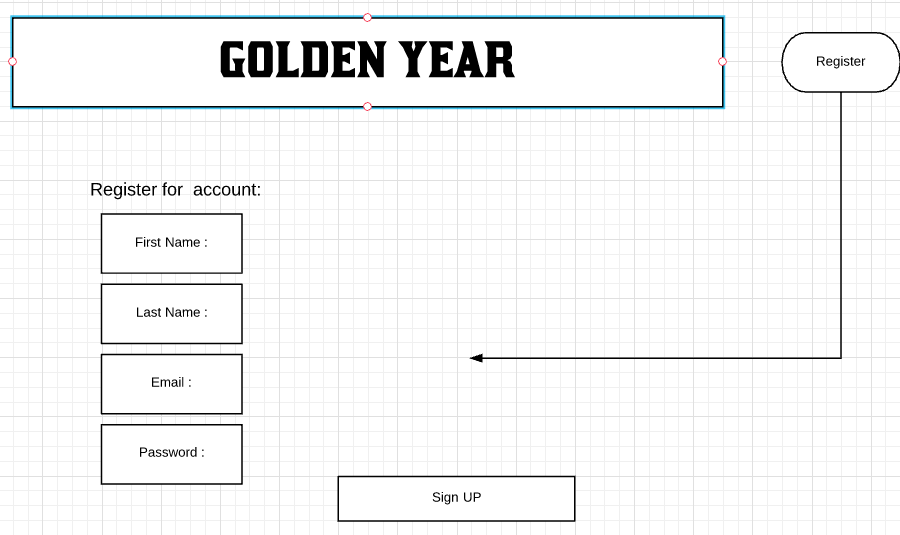 GOLDEN YEAR
Register
Register for  account:
First Name :
Last Name :
Email :
Password :
Sign UP